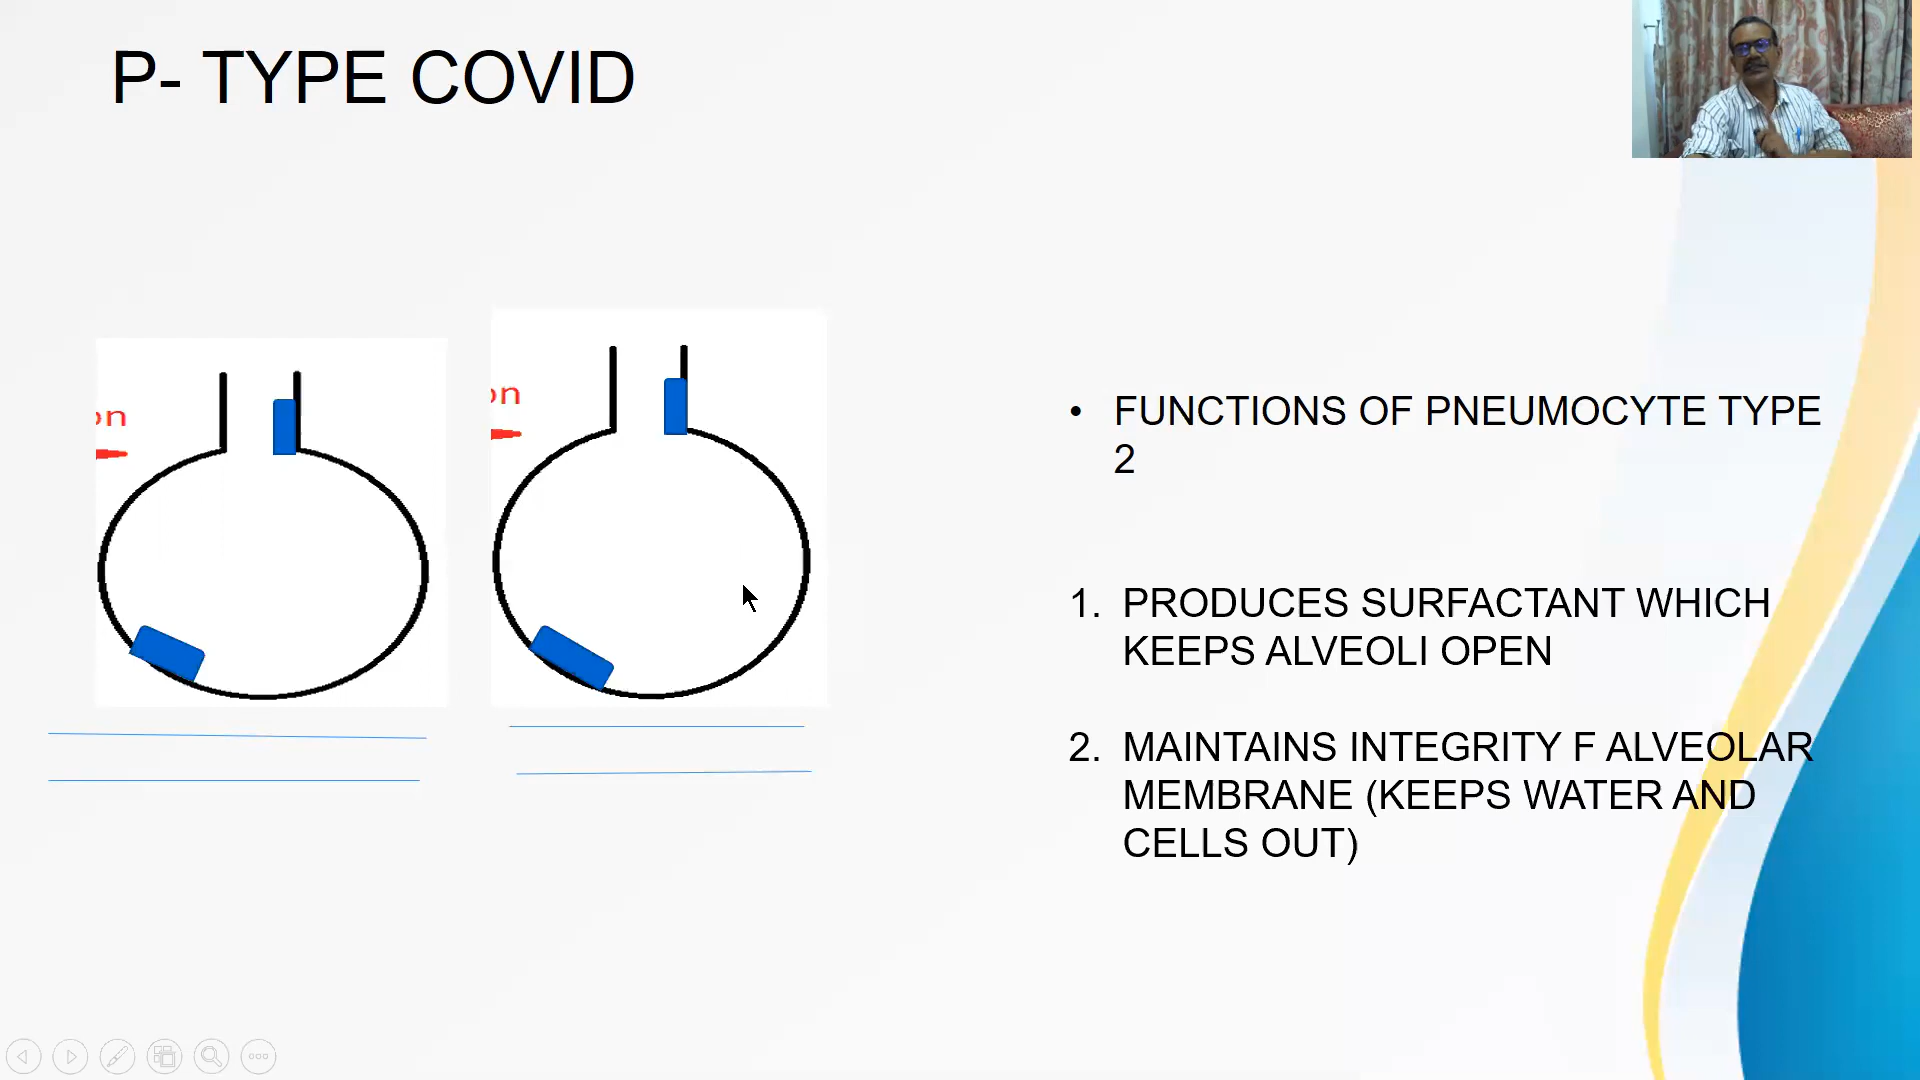 P- TYPE COVID
on
on
• FUNCTIONS OF PNEUMOCYTE TYPE
2
1. PRODUCES SURFACTANT WHICH
KEEPS ALVEOLI OPEN
2. MAINTAINS INTEGRITY F ALVEOLAR
MEMBRANE (KEEPS WATER AND
CELLS OUT)